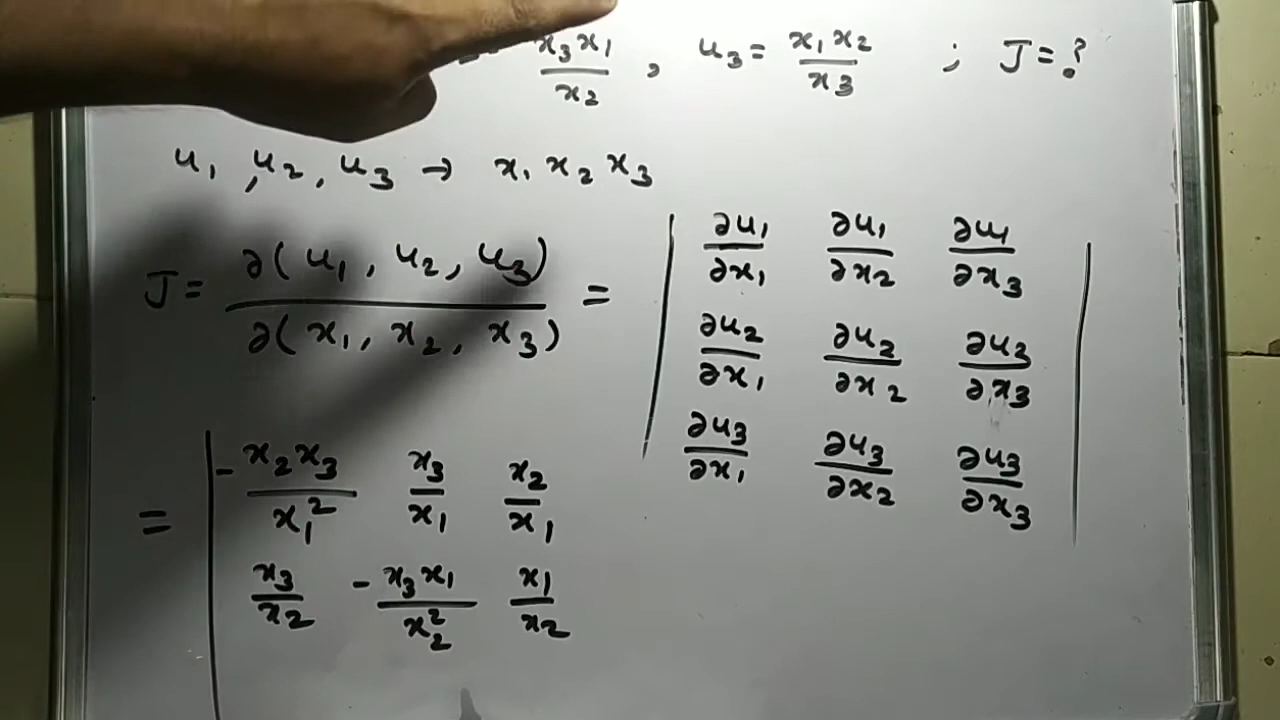 = x₃x₁/x₂ , u₃ = x₁x₂/x₃ ; J = ?
u₁, u₂, u₃ → x₁ x₂ x₃
J = ∂(u₁, u₂, u₃)/∂(x₁, x₂, x₃) = | ∂u₁/∂x₁ ∂u₁/∂x₂ ∂u₁/∂x₃ |
| ∂u₂/∂x₁ ∂u₂/∂x₂ ∂u₂/∂x₃ |
| ∂u₃/∂x₁ ∂u₃/∂x₂ ∂u₃/∂x₃ |
= | -x₂x₃/x₁² x₃/x₁ x₂/x₁
| x₃/x₂ -x₃x₁/x₂² x₁/x₂